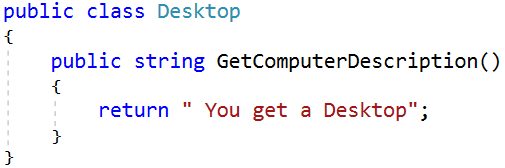 public class Desktop
{
    public string GetComputerDescription()
    {
        return " You get a Desktop";
    }
}